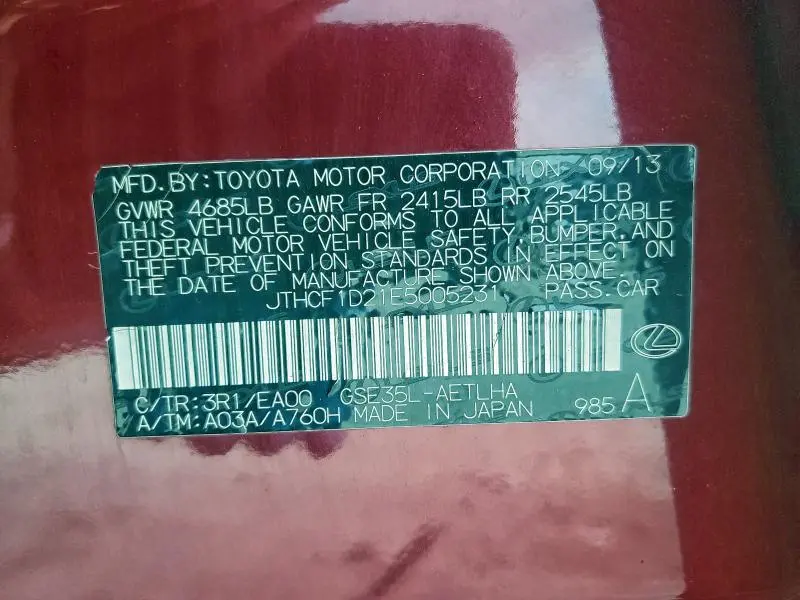 MFD. BY: TOYOTA MOTOR CORPORATION 09/13
GVWR 4685LB GAWR FR 2415LB RR 2545LB
THIS VEHICLE CONFORMS TO ALL APPLICABLE
FEDERAL MOTOR VEHICLE SAFETY, BUMPER, AND
THEFT PREVENTION STANDARDS IN EFFECT ON
THE DATE OF MANUFACTURE SHOWN ABOVE.
JTHCF1D21E5005231 PASS.CAR
C/TR:3R1/EA00 GSE35L-AETLHA
A/TM:A03A/A760H MADE IN JAPAN 985 A